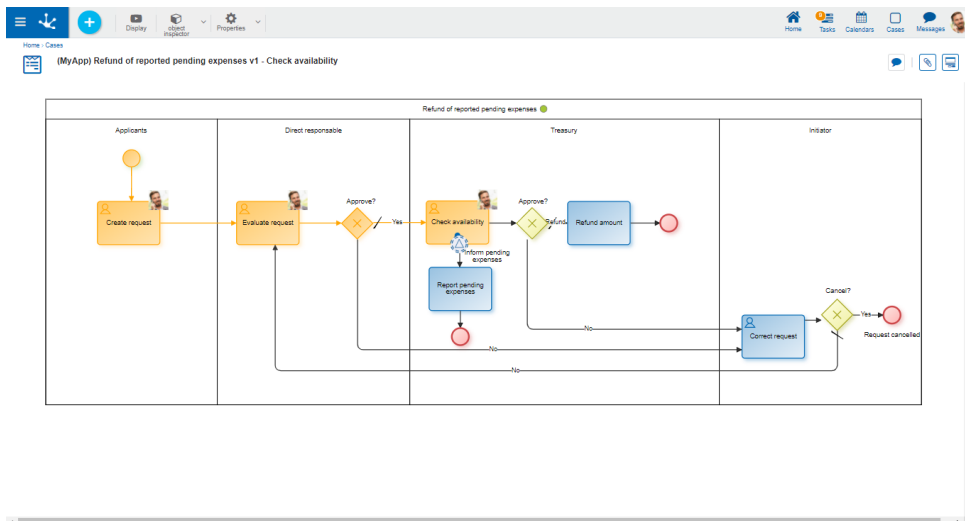 Display
object
inspector
Properties
Home
Tasks
Calendars
Cases
Messages
Home › Cases
(MyApp) Refund of reported pending expenses v1 - Check availability
Refund of reported pending expenses
Applicants
Direct responsable
Treasury
Initiator
Create request
Evaluate request
Approve?
Yes
Check availability
Approve?
Refund
Refund amount
Inform pending
expenses
Report pending
expenses
No
No
No
Correct request
Cancel?
Yes
Request cancelled